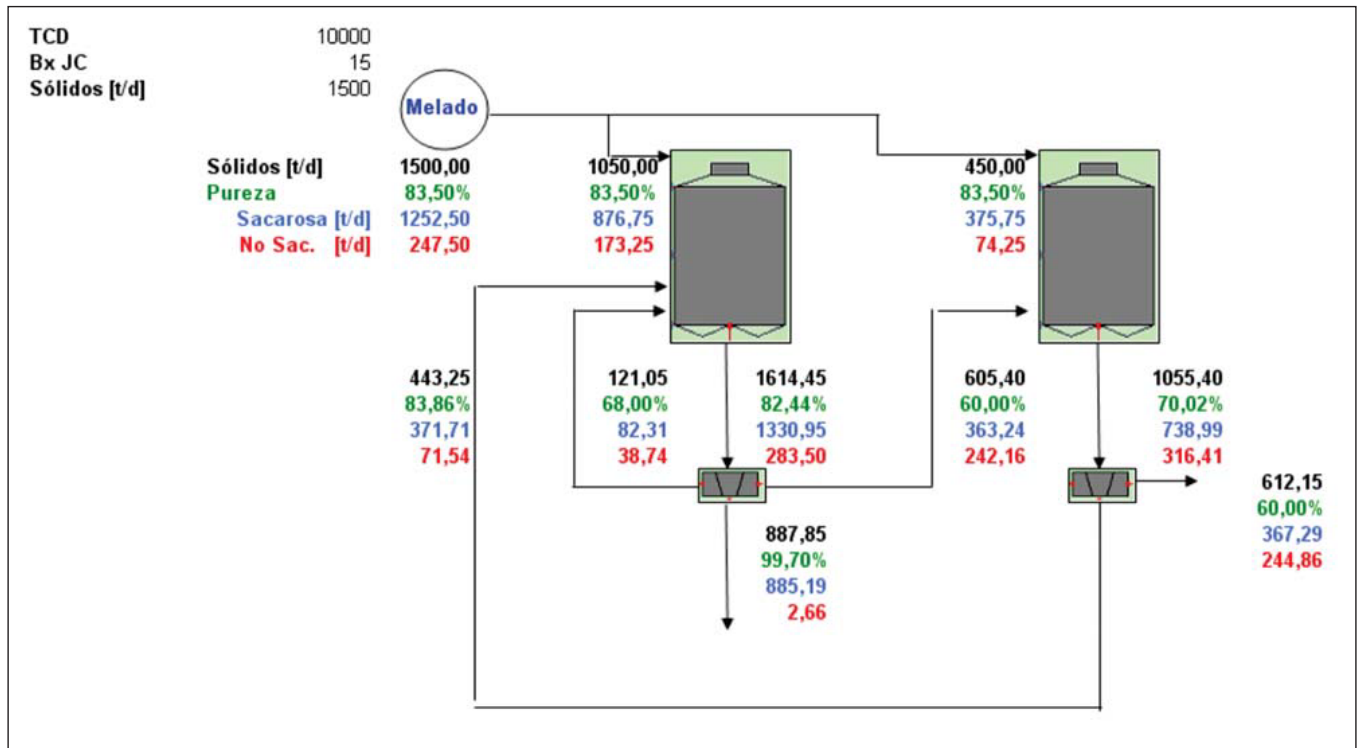 TCD 10000
Bx JC 15
Sólidos [t/d] 1500
Melado
Sólidos [t/d] 1500,00 1050,00 450,00
Pureza 83,50% 83,50% 83,50%
Sacarosa [t/d] 1252,50 876,75 375,75
No Sac. [t/d] 247,50 173,25 74,25
443,25 121,05 1614,45 605,40 1055,40
83,86% 68,00% 82,44% 60,00% 70,02%
371,71 82,31 1330,95 363,24 738,99
71,54 38,74 283,50 242,16 316,41
612,15
60,00%
367,29
244,86
887,85
99,70%
885,19
2,66